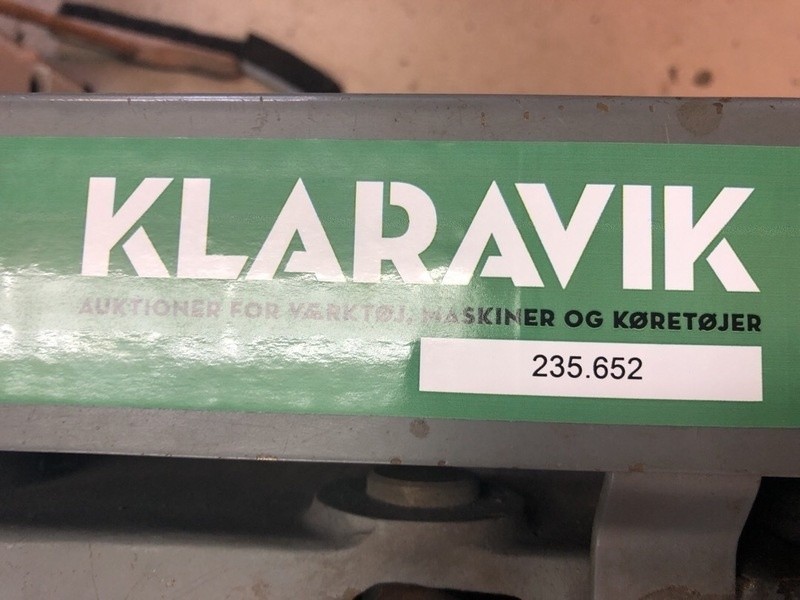 KLARAVIK
AUKTIONER FOR VÆRKTØJ, MASKINER OG KØRETØJER
235.652